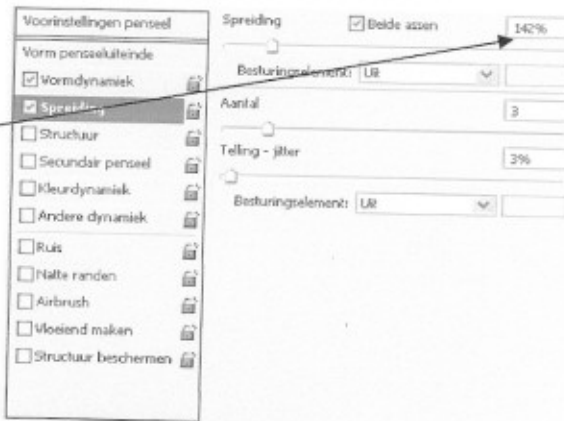 Voorinstellingen penseel
Vorm penseeluiteinde
Vormdynamiek
Spreiding
Structuur
Secundair penseel
Kleurdynamiek
Andere dynamiek
Ruis
Natte randen
Airbrush
Vloeiend maken
Structuur beschermen
Spreiding
Beide assen
142%
Besturingselement: Uit
Aantal
3
Telling - jitter
3%
Besturingselement: Uit